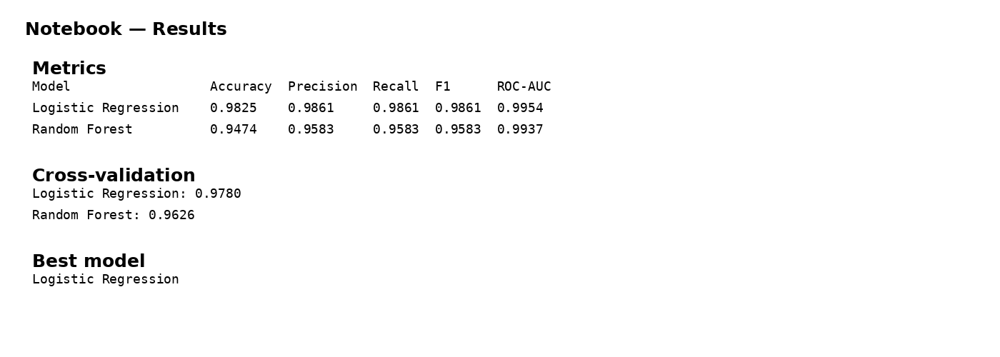 Notebook — Results
Metrics
Model Accuracy Precision Recall F1 ROC-AUC
Logistic Regression 0.9825 0.9861 0.9861 0.9861 0.9954
Random Forest 0.9474 0.9583 0.9583 0.9583 0.9937
Cross-validation
Logistic Regression: 0.9780
Random Forest: 0.9626
Best model
Logistic Regression